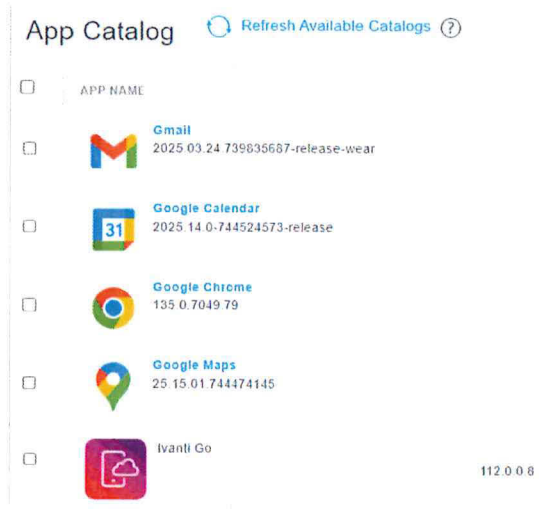 App Catalog Refresh Available Catalogs ?
APP NAME
Gmail
2025.03.24.739835687-release-wear
Google Calendar
31
2025.14.0-744524573-release
Google Chrome
135.0.7049.79
Google Maps
25.15.01.744474145
Ivanti Go
112.0.0.8